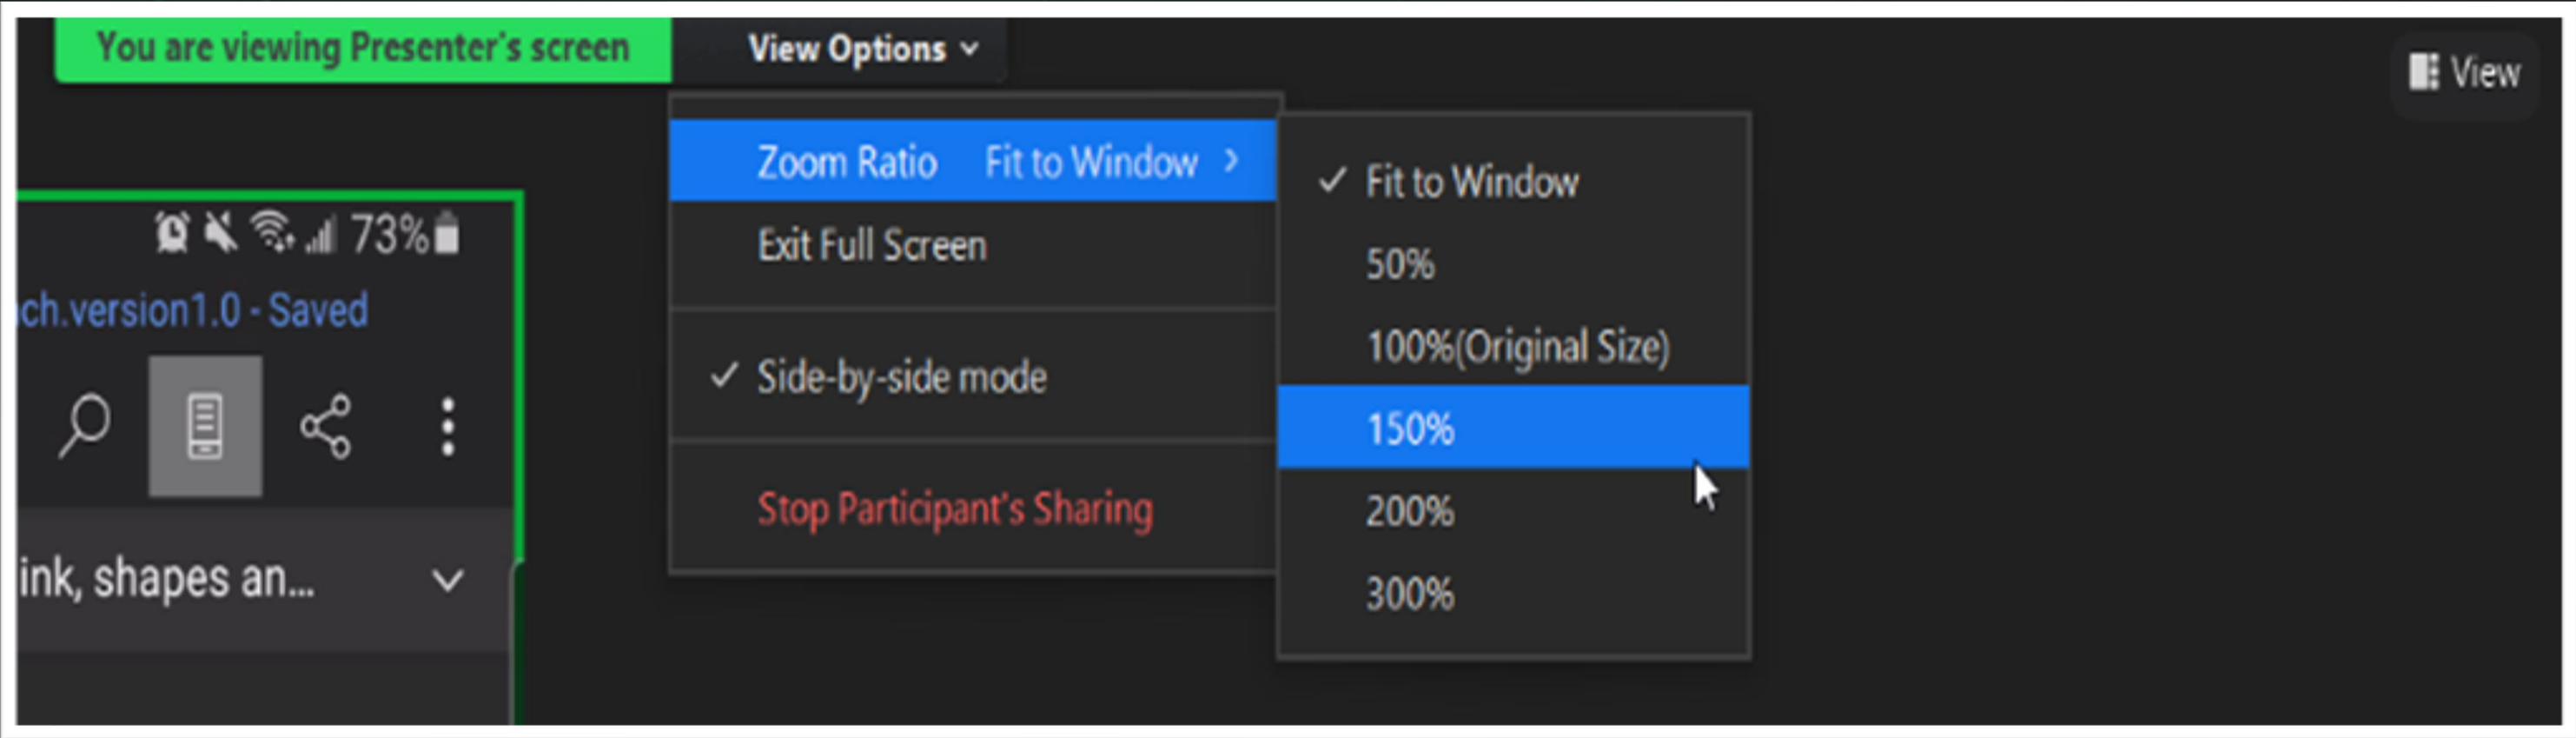 You are viewing Presenter's screen
View Options
View
Zoom Ratio Fit to Window
Exit Full Screen
Side-by-side mode
Stop Participant's Sharing
Fit to Window
50%
100%(Original Size)
150%
200%
300%
73%
ch.version1.0 - Saved
ink, shapes an...